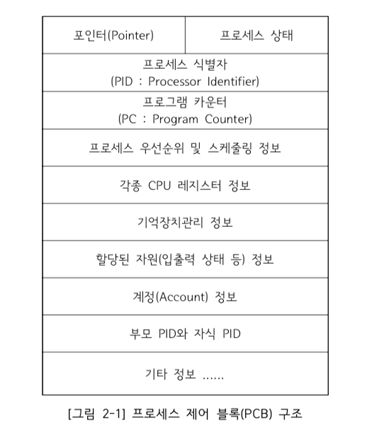 포인터(Pointer)
프로세스 상태
프로세스 식별자
(PID : Processor Identifier)
프로그램 카운터
(PC : Program Counter)
프로세스 우선순위 및 스케줄링 정보
각종 CPU 레지스터 정보
기억장치관리 정보
할당된 자원(입출력 상태 등) 정보
계정(Account) 정보
부모 PID와 자식 PID
기타 정보 ......
[그림 2-1] 프로세스 제어 블록(PCB) 구조